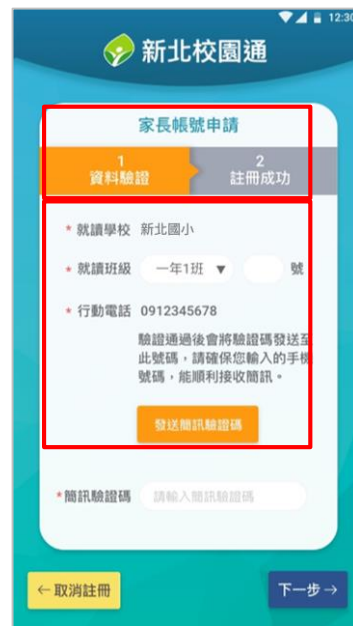 12:30
新北校園通
家長帳號申請
1
資料驗證
2
註冊成功
* 就讀學校 新北國小
* 就讀班級 一年1班 ▼ 號
* 行動電話 0912345678
驗證通過後會將驗證碼發送至
此號碼，請確保您輸入的手機
號碼，能順利接收簡訊。
發送簡訊驗證碼
*簡訊驗證碼 請輸入簡訊驗證碼
←取消註冊
下一步→